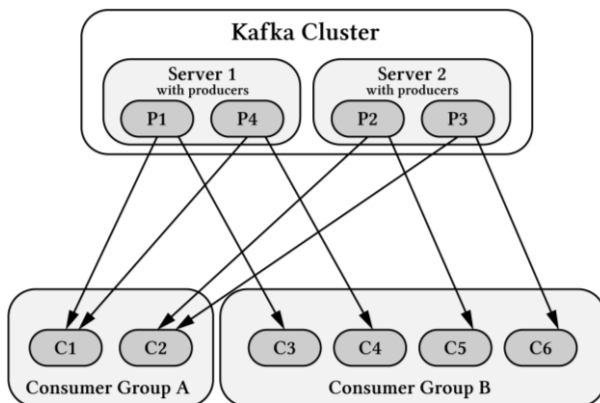 Kafka Cluster
Server 1
with producers
P1 P4
Server 2
with producers
P2 P3
C1 C2
Consumer Group A
C3 C4 C5 C6
Consumer Group B